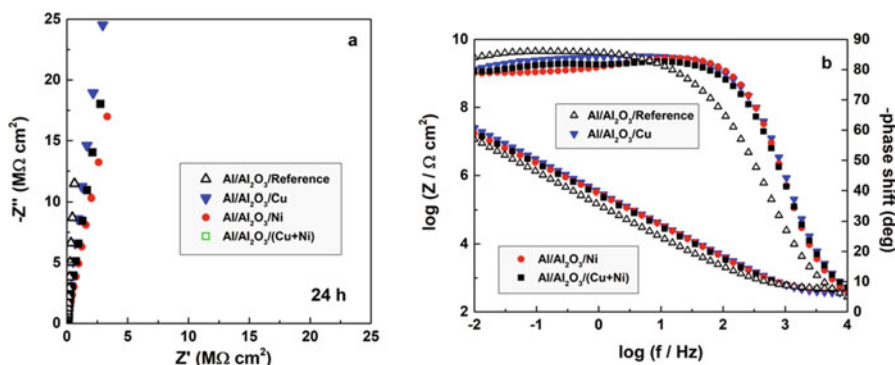 a
-Z'' (MΩ cm²)
25
20
15
10
5
0
Al/Al₂O₃/Reference
Al/Al₂O₃/Cu
Al/Al₂O₃/Ni
Al/Al₂O₃/(Cu+Ni)
24 h
0 5 10 15 20 25
Z' (MΩ cm²)
b
log (Z / Ω cm²)
10
8
6
4
2
Al/Al₂O₃/Reference
Al/Al₂O₃/Cu
Al/Al₂O₃/Ni
Al/Al₂O₃/(Cu+Ni)
90
80
70
60
50
40
30
20
10
0
-phase shift (deg)
-2 -1 0 1 2 3 4
log (f / Hz)